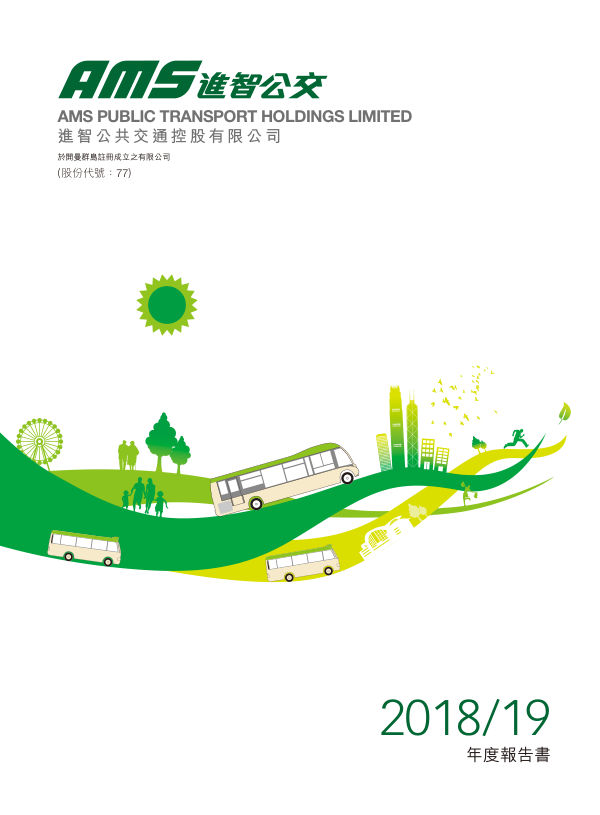 AMS進智公交
AMS PUBLIC TRANSPORT HOLDINGS LIMITED
進智公共交通控股有限公司
於開曼群島註冊成立之有限公司
(股份代號：77)
2018/19
年度報告書